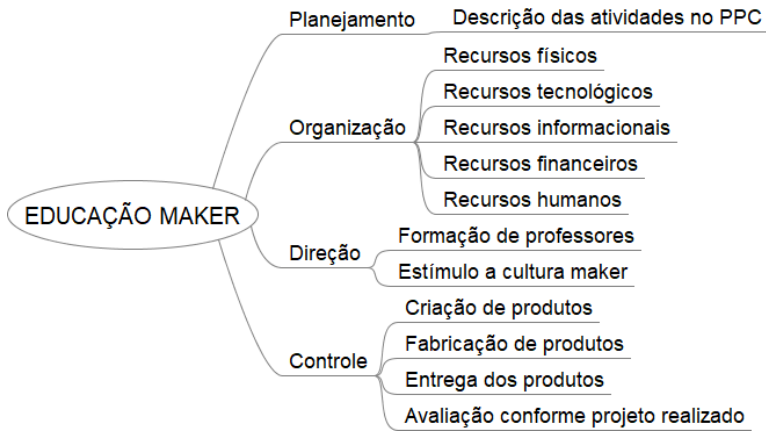 EDUCAÇÃO MAKER
Planejamento
Descrição das atividades no PPC
Organização
Recursos físicos
Recursos tecnológicos
Recursos informacionais
Recursos financeiros
Recursos humanos
Direção
Formação de professores
Estímulo a cultura maker
Controle
Criação de produtos
Fabricação de produtos
Entrega dos produtos
Avaliação conforme projeto realizado